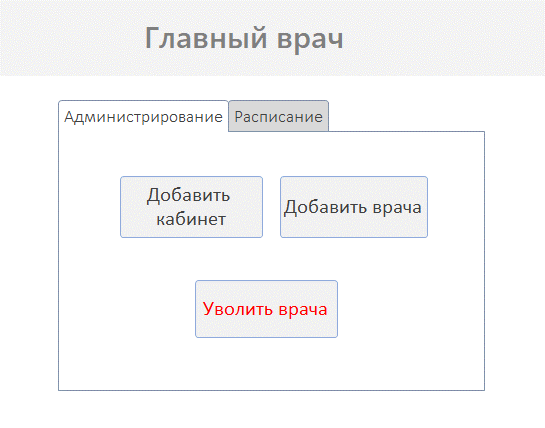 Главный врач
Администрирование
Расписание
Добавить
кабинет
Добавить врача
Уволить врача